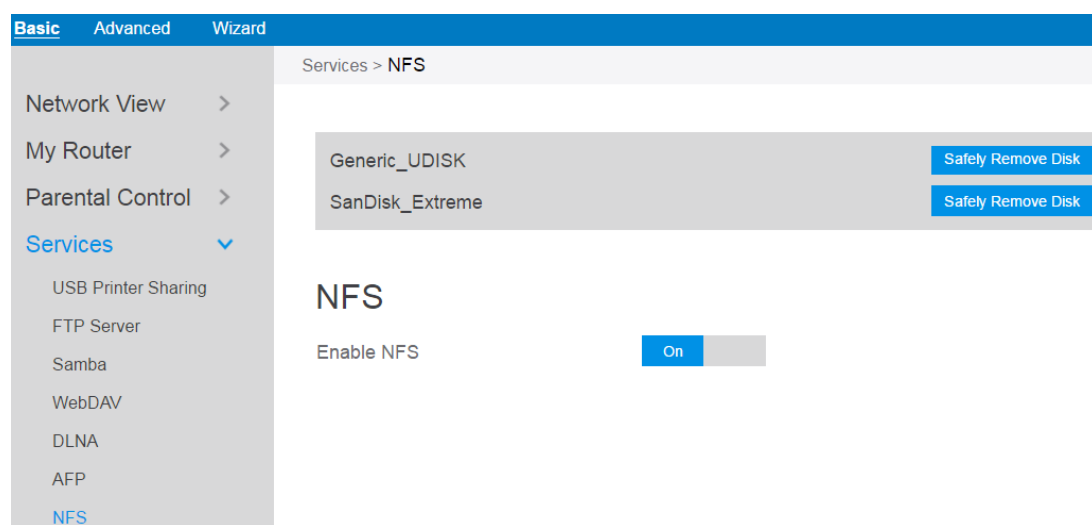 Basic Advanced Wizard
Services > NFS
Network View >
My Router >
Parental Control >
Services
USB Printer Sharing
FTP Server
Samba
WebDAV
DLNA
AFP
NFS
Generic_UDISK Safely Remove Disk
SanDisk_Extreme Safely Remove Disk
NFS
Enable NFS On